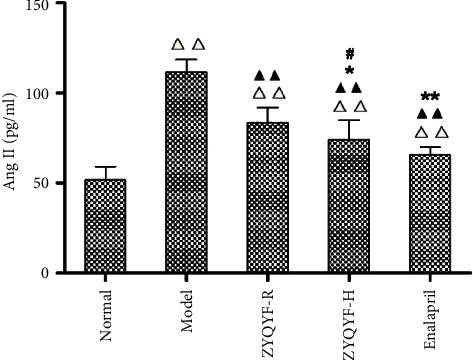 150
100
50
0
Ang II (pg/ml)
△ △
▲ ▲
△ △
#
*
▲ ▲
△ △
**
▲ ▲
△ △
Normal
Model
ZYQYF-R
ZYQYF-H
Enalapril